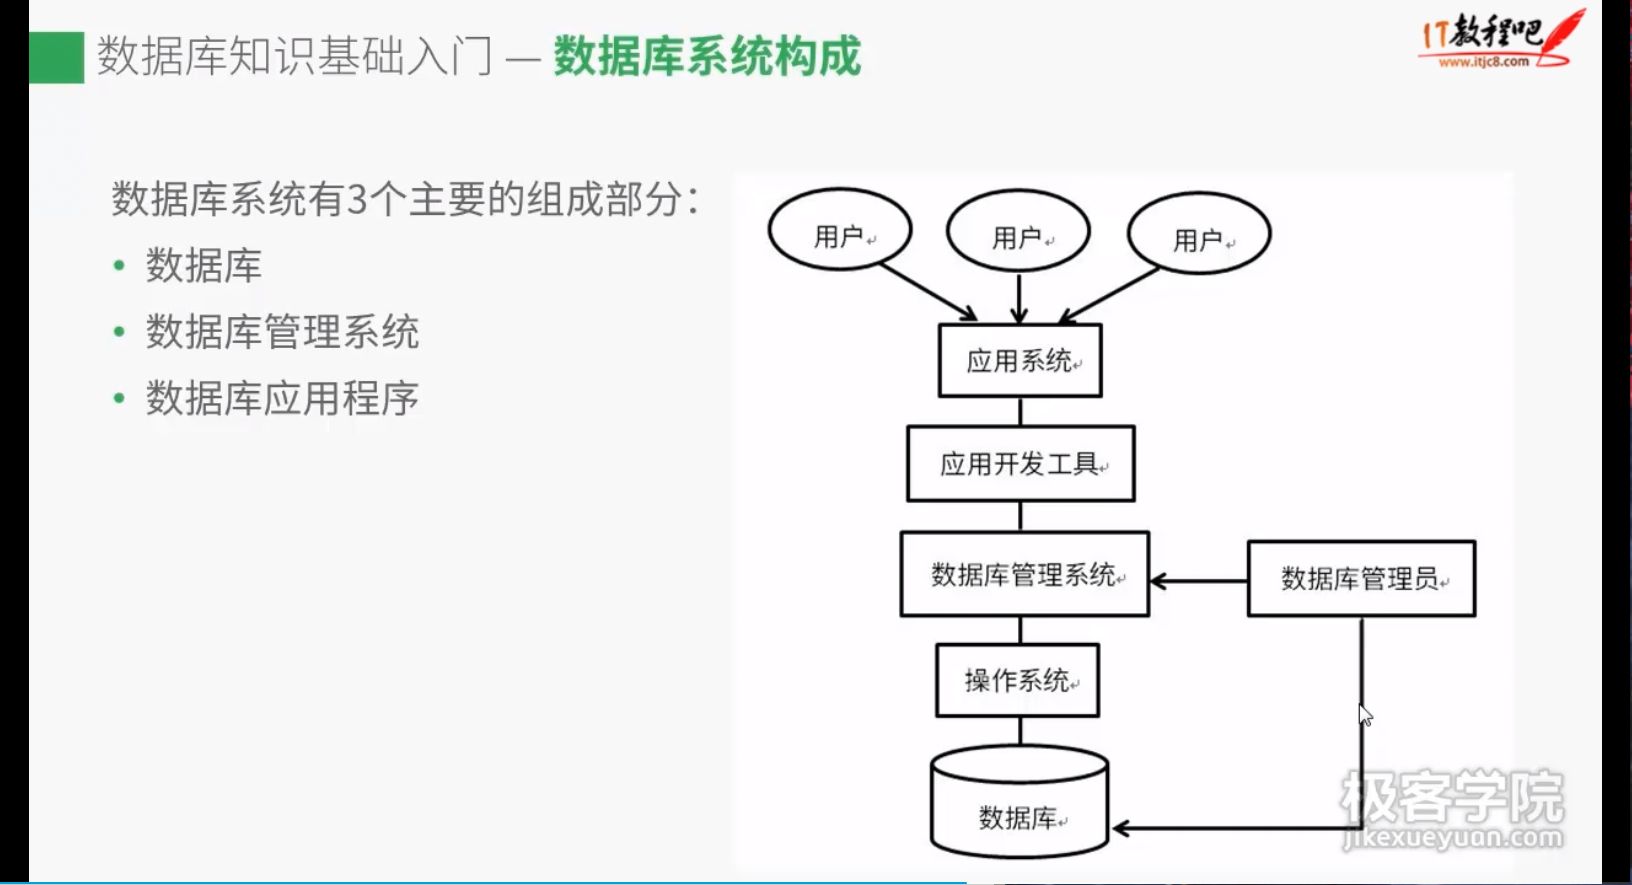 数据库知识基础入门 — 数据库系统构成
IT教程吧
www.itjc8.com
数据库系统有3个主要的组成部分：
• 数据库
• 数据库管理系统
• 数据库应用程序
用户
用户
用户
应用系统
应用开发工具
数据库管理系统
数据库管理员
操作系统
数据库
极客学院
jikexueyuan.com